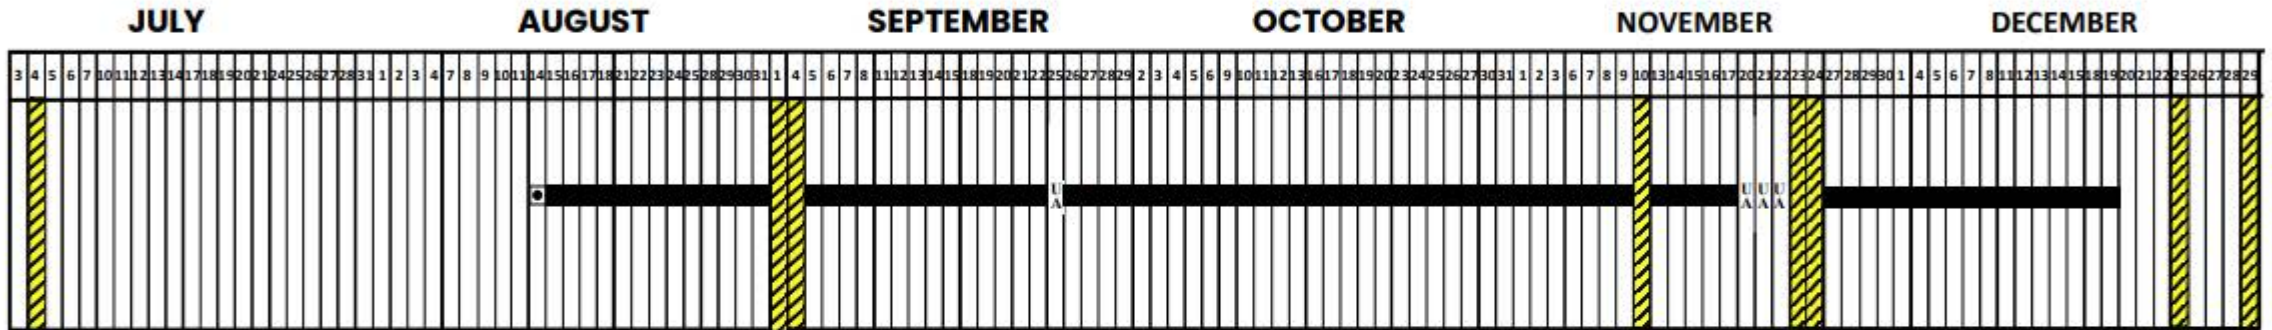 JULY AUGUST SEPTEMBER OCTOBER NOVEMBER DECEMBER
3 4 5 6 7 10 11 12 13 14 17 18 19 20 21 24 25 26 27 28 31 1 2 3 4 7 8 9 10 11 14 15 16 17 18 21 22 23 24 25 28 29 30 31 1 4 5 6 7 8 11 12 13 14 15 18 19 20 21 22 25 26 27 28 29 2 3 4 5 6 9 10 11 12 13 16 17 18 19 20 23 24 25 26 27 30 31 1 2 3 6 7 8 9 10 13 14 15 16 17 20 21 22 23 24 27 28 29 30 1 4 5 6 7 8 11 12 13 14 15 18 19 20 21 22 25 26 27 28 29
U U U U
A A A A